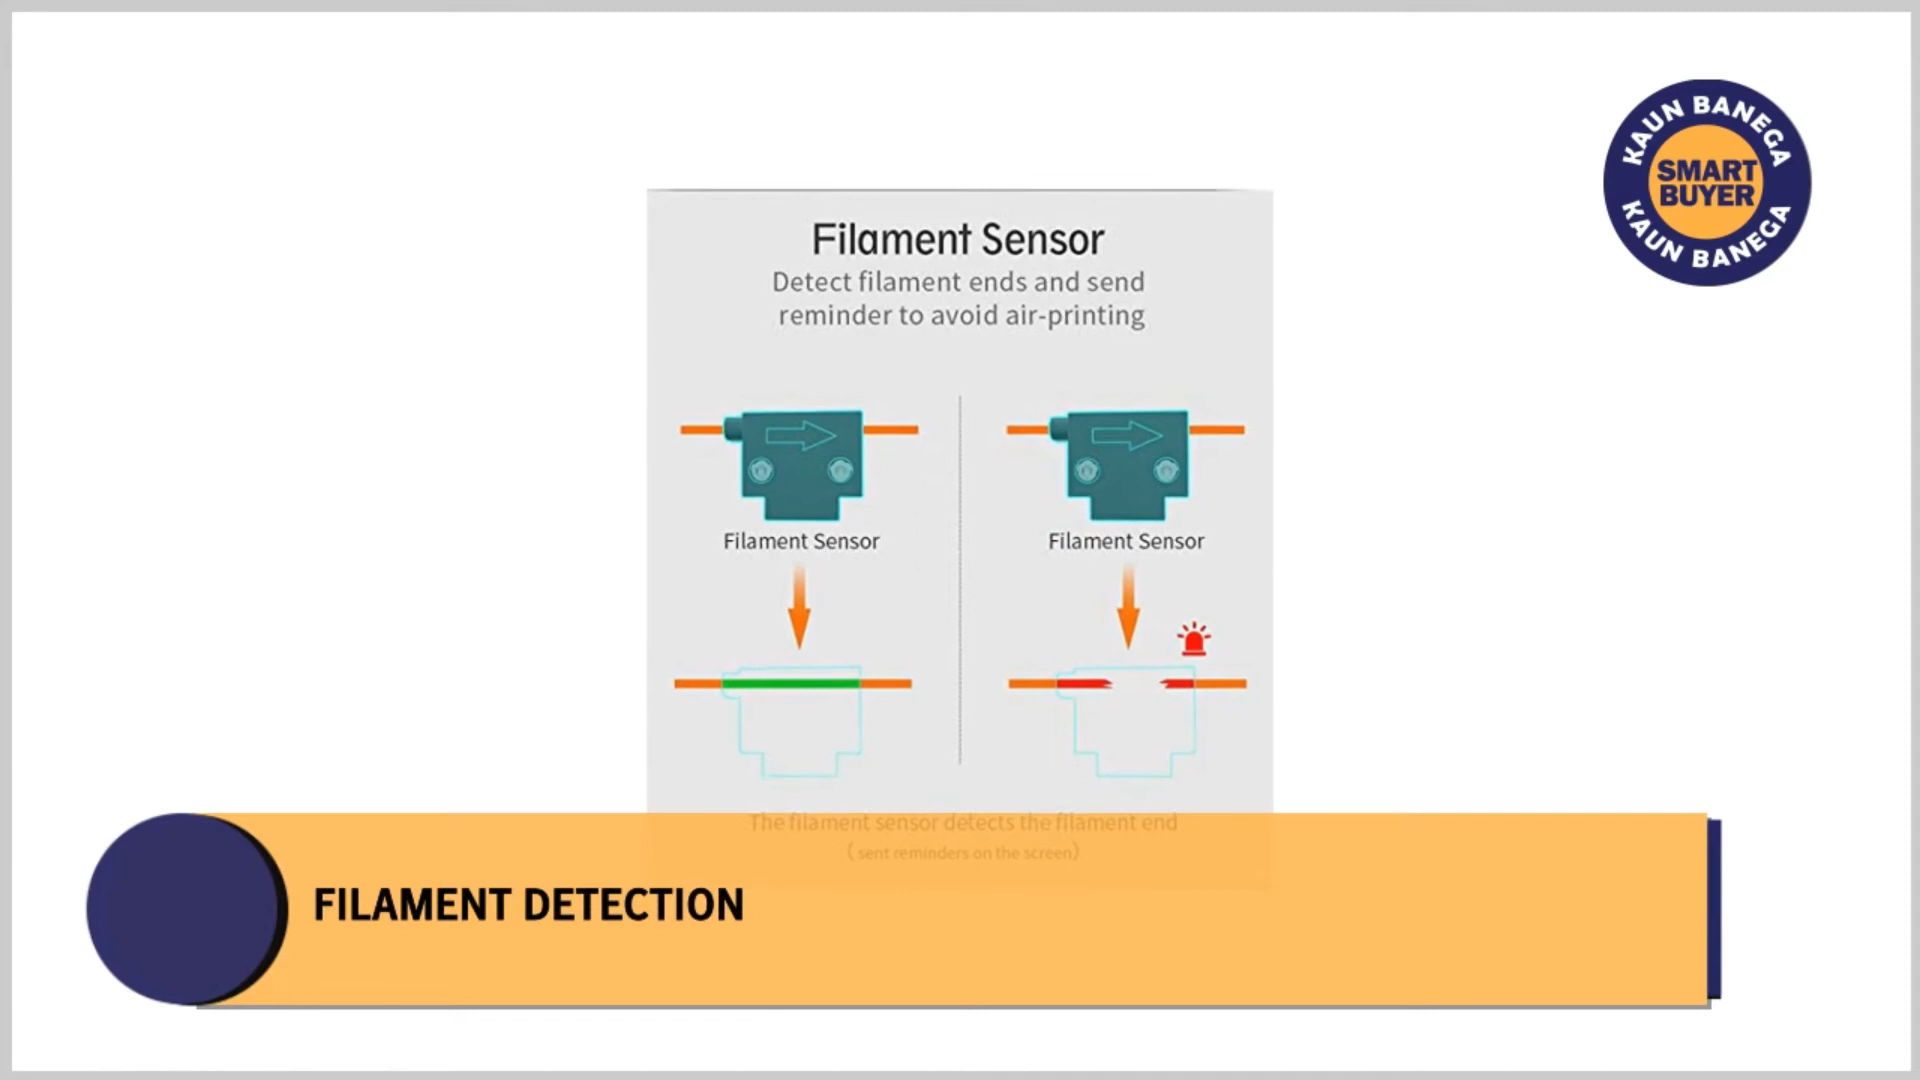 KAUN BANEGA
SMART
BUYER
KAUN BANEGA
Filament Sensor
Detect filament ends and send
reminder to avoid air-printing
Filament Sensor
Filament Sensor
The filament sensor detects the filament end
( sent reminders on the screen)
FILAMENT DETECTION